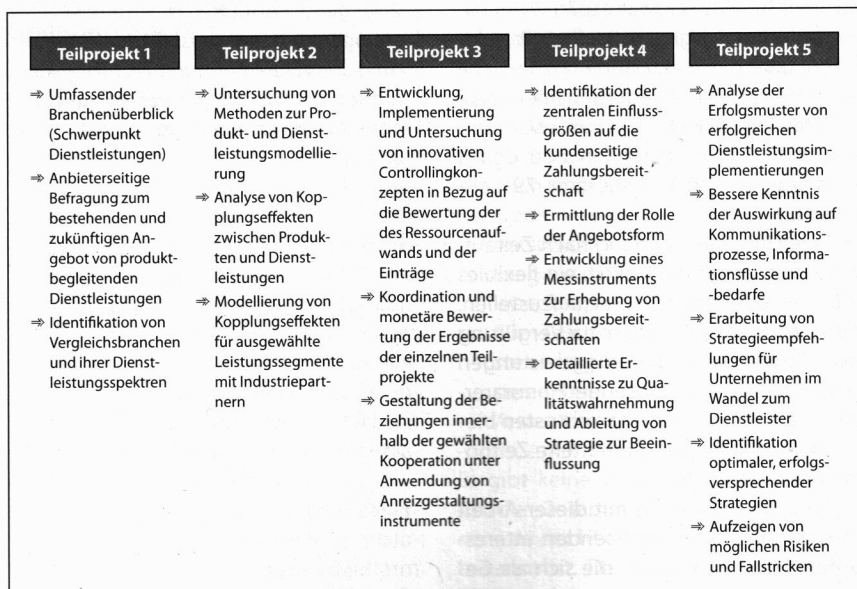 Teilprojekt 1
⇒ Umfassender
Branchenüberblick
(Schwerpunkt
Dienstleistungen)
⇒ Anbieterseitige
Befragung zum
bestehenden und
zukünftigen An-
gebot von produkt-
begleitenden
Dienstleistungen
⇒ Identifikation von
Vergleichsbranchen
und ihrer Dienst-
leistungsspektren
Teilprojekt 2
⇒ Untersuchung von
Methoden zur Pro-
dukt- und Dienst-
leistungsmodellie-
rung
⇒ Analyse von Kop-
plungseffekten
zwischen Produk-
ten und Dienst-
leistungen
⇒ Modellierung von
Kopplungseffekten
für ausgewählte
Leistungssegmente
mit Industriepart-
nern
Teilprojekt 3
⇒ Entwicklung,
Implementierung
und Untersuchung
von innovativen
Controllingkon-
zepten in Bezug auf
die Bewertung der
des Ressourcenauf-
wands und der
Einträge
⇒ Koordination und
monetäre Bewer-
tung der Ergebnisse
der einzelnen Teil-
projekte
⇒ Gestaltung der Be-
ziehungen inner-
halb der gewählten
Kooperation unter
Anwendung von
Anreizgestaltungs-
instrumente
Teilprojekt 4
⇒ Identifikation der
zentralen Einfluss-
größen auf die
kundenseitige
Zahlungsbereit-
schaft
⇒ Ermittlung der Rolle
der Angebotsform
⇒ Entwicklung eines
Messinstruments
zur Erhebung von
Zahlungsbereit-
schaften
⇒ Detaillierte Er-
kenntnisse zu Qua-
litätswahrnehmung
und Ableitung von
Strategie zur Beein-
flussung
Teilprojekt 5
⇒ Analyse der
Erfolgsmuster von
erfolgreichen
Dienstleistungsim-
plementierungen
⇒ Bessere Kenntnis
der Auswirkung auf
Kommunikations-
prozesse, Informa-
tionsflüsse und
-bedarfe
⇒ Erarbeitung von
Strategieempfeh-
lungen für
Unternehmen im
Wandel zum
Dienstleister
⇒ Identifikation
optimaler, erfolgs-
versprechender
Strategien
⇒ Aufzeigen von
möglichen Risiken
und Fallstricken